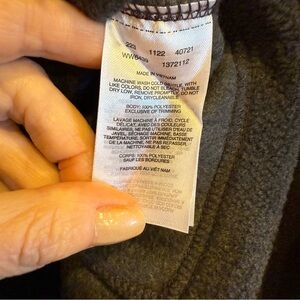 223 1122 40721
1372112
MADE IN VIETNAM
MACHINE WASH COLD GENTLE, WITH
LIKE COLORS, DO NOT BLEACH, TUMBLE
DRY LOW, REMOVE PROMPTLY, DO NOT
IRON, DRYCLEANABLE
BODY: 100% POLYESTER
EXCLUSIVE OF TRIMMING
LAVAGE MACHINE À FROID, CYCLE
DÉLICAT, AVEC DES COULEURS
SIMILAIRES, NE PAS UTILISER D'EAU DE
JAVEL, SÉCHAGE MACHINE, BASSE
TEMPÉRATURE, SORTIR IMMÉDIATEMENT
DE LA MACHINE, NE PAS REPASSER,
NETTOYABLE À SEC
CORPS: 100% POLYESTER
SAUF LES BORDURES
FABRIQUÉ AU VIÊT NAM